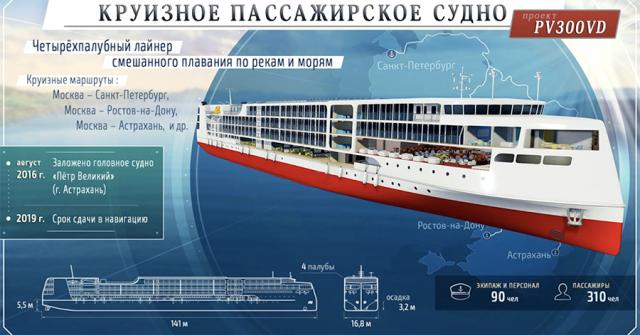 КРУИЗНОЕ ПАССАЖИРСКОЕ СУДНО
проект
PV300VD
Четырёхпалубный лайнер
смешанного плавания по рекам и морям
Круизные маршруты :
Москва – Санкт-Петербург,
Москва – Ростов-на-Дону,
Москва – Астрахань, и др.
Санкт-Петербург
август
2016 г.
Заложено головное судно
«Пётр Великий»
(г. Астрахань)
2019 г.
Срок сдачи в навигацию
Ростов-на-Дону
Астрахань
4 палубы
5,5 м
141 м
16,8 м
осадка
3,2 м
ЭКИПАЖ И ПЕРСОНАЛ
90 чел
ПАССАЖИРЫ
310 чел